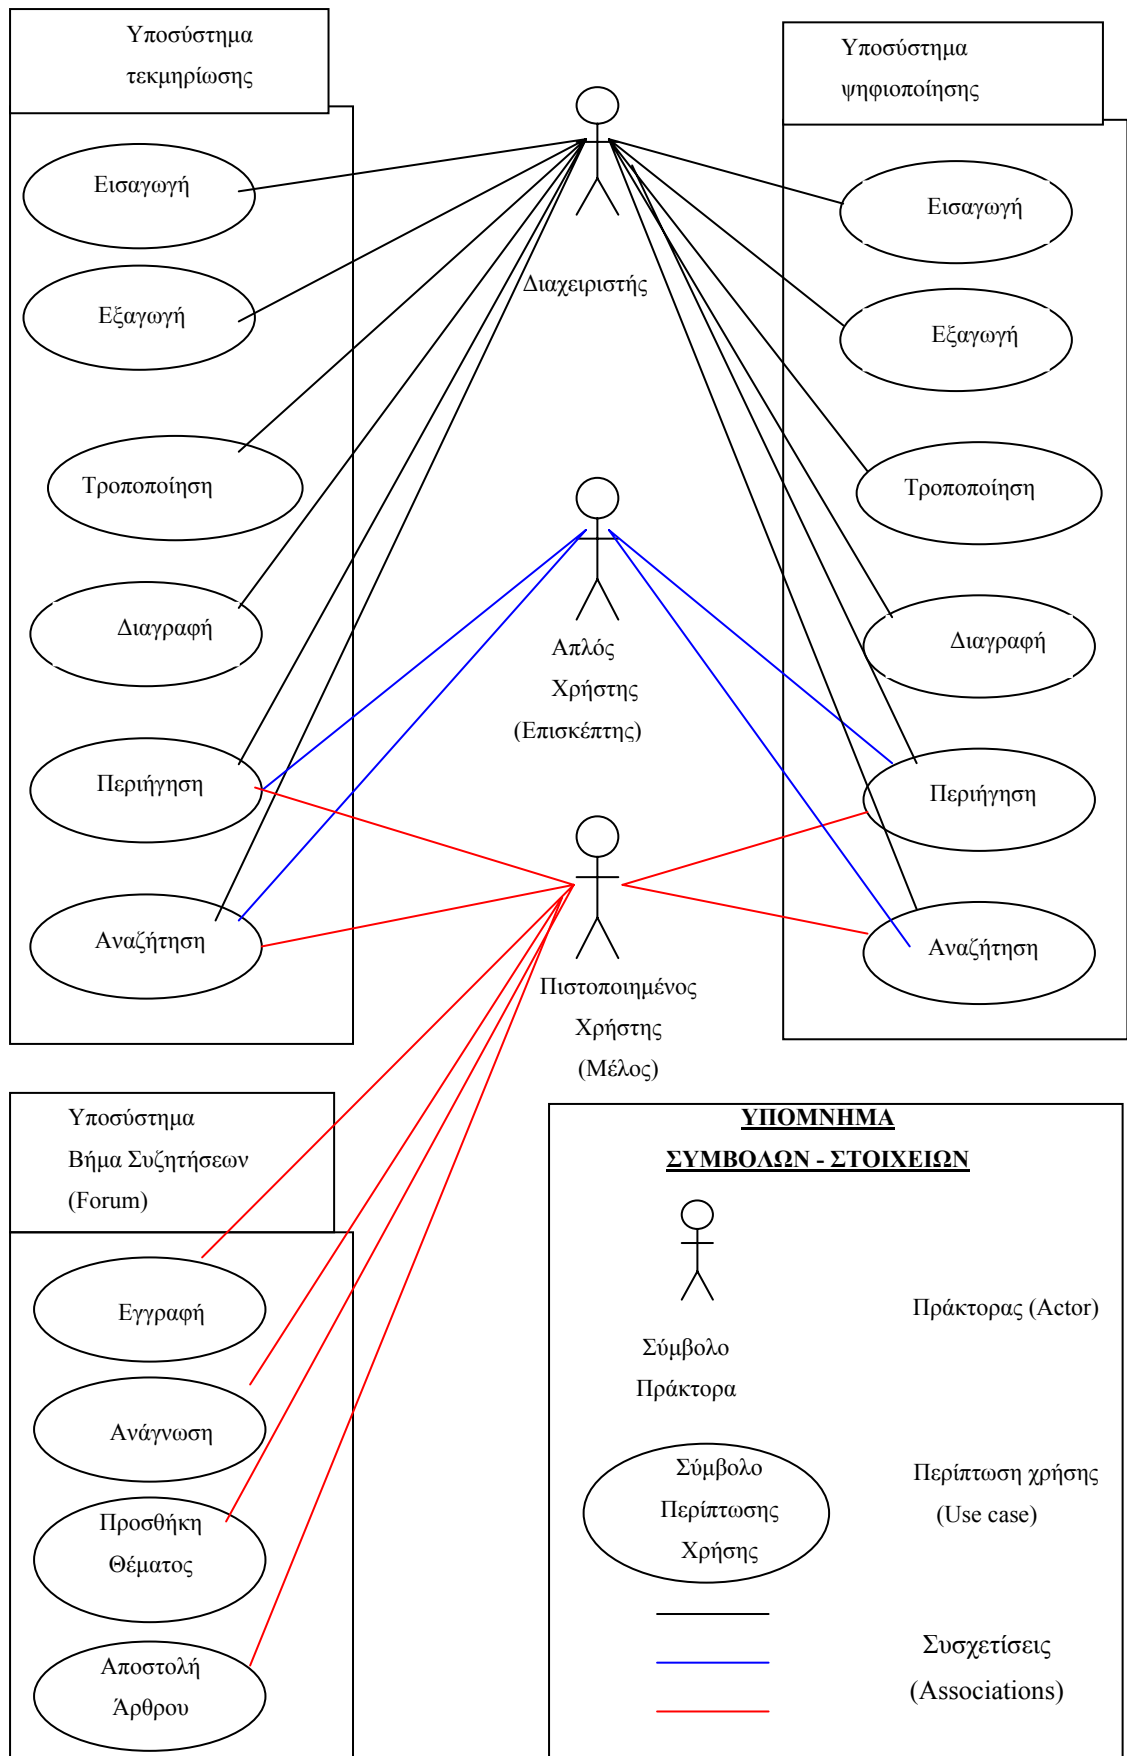 Υποσύστημα
τεκμηρίωσης
Εισαγωγή
Εξαγωγή
Τροποποίηση
Διαγραφή
Περιήγηση
Αναζήτηση
Διαχειριστής
Απλός
Χρήστης
(Επισκέπτης)
Πιστοποιημένος
Χρήστης
(Μέλος)
Υποσύστημα
ψηφιοποίησης
Εισαγωγή
Εξαγωγή
Τροποποίηση
Διαγραφή
Περιήγηση
Αναζήτηση
Υποσύστημα
Βήμα Συζητήσεων
(Forum)
Εγγραφή
Ανάγνωση
Προσθήκη
Θέματος
Αποστολή
Άρθρου
ΥΠΟΜΝΗΜΑ
ΣΥΜΒΟΛΩΝ - ΣΤΟΙΧΕΙΩΝ
Σύμβολο
Πράκτορα
Πράκτορας (Actor)
Σύμβολο
Περίπτωσης
Χρήσης
Περίπτωση χρήσης
(Use case)
Συσχετίσεις
(Associations)